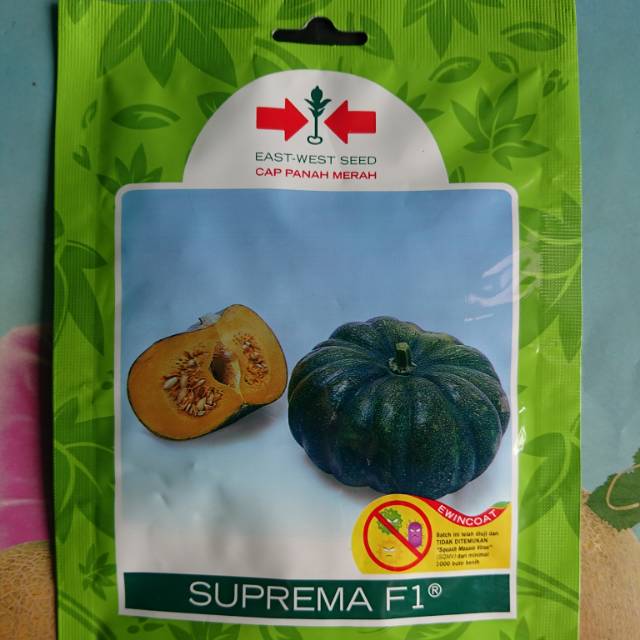 EAST-WEST SEED
CAP PANAH MERAH
EWINCOAT
Batch ini telah diuji dan
TIDAK DITEMUKAN
"Squash Mosaic Virus"
(SQMV) dari minimal
2000 butir benih
SUPREMA F1®